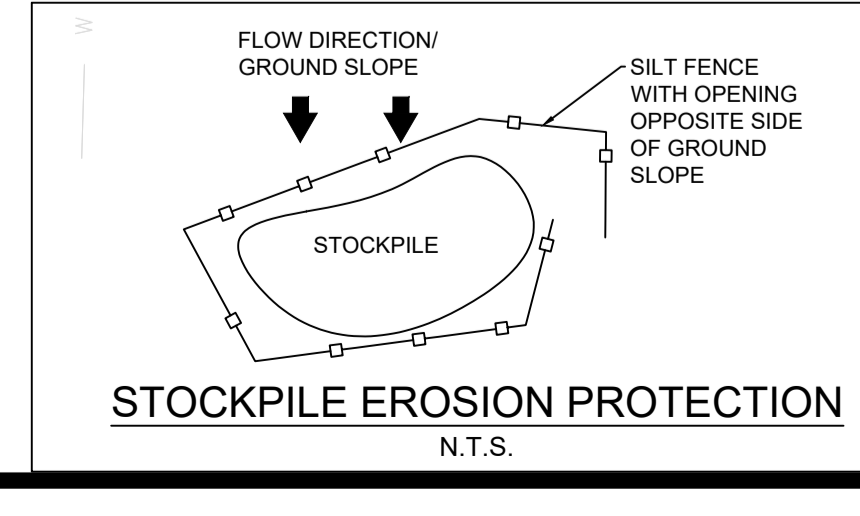 W
FLOW DIRECTION/
GROUND SLOPE
SILT FENCE
WITH OPENING
OPPOSITE SIDE
OF GROUND
SLOPE
STOCKPILE
STOCKPILE EROSION PROTECTION
N.T.S.